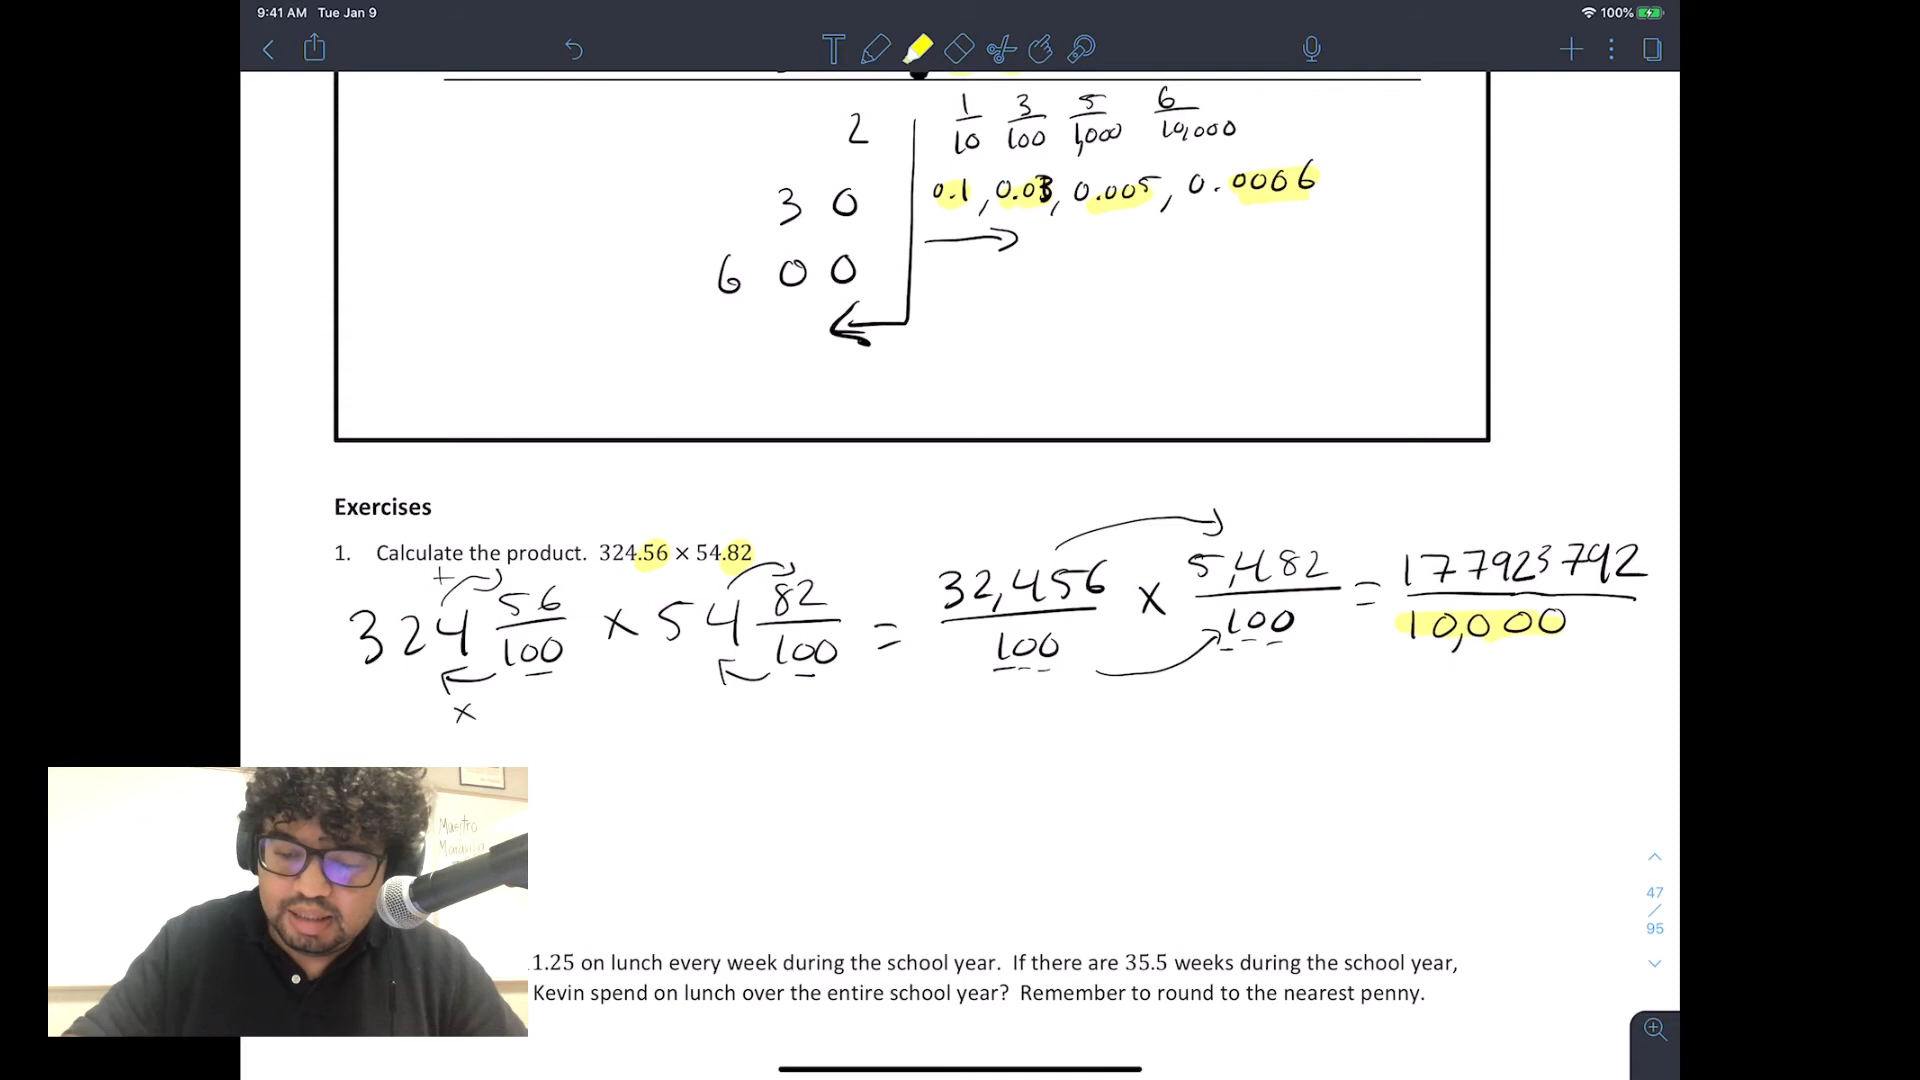 9:41 AM Tue Jan 9
100%
T
2
1/10 3/100 5/1,000 6/10,000
3 0
0.1, 0.03, 0.005, 0.0006
6 0 0
Exercises
1. Calculate the product. 324.56 × 54.82
+
324 56/100 × 54 82/100 = 32,456/100 × 5,482/100 = 177923792/10,000
x
Maestro
47
/
95
1.25 on lunch every week during the school year. If there are 35.5 weeks during the school year,
Kevin spend on lunch over the entire school year? Remember to round to the nearest penny.